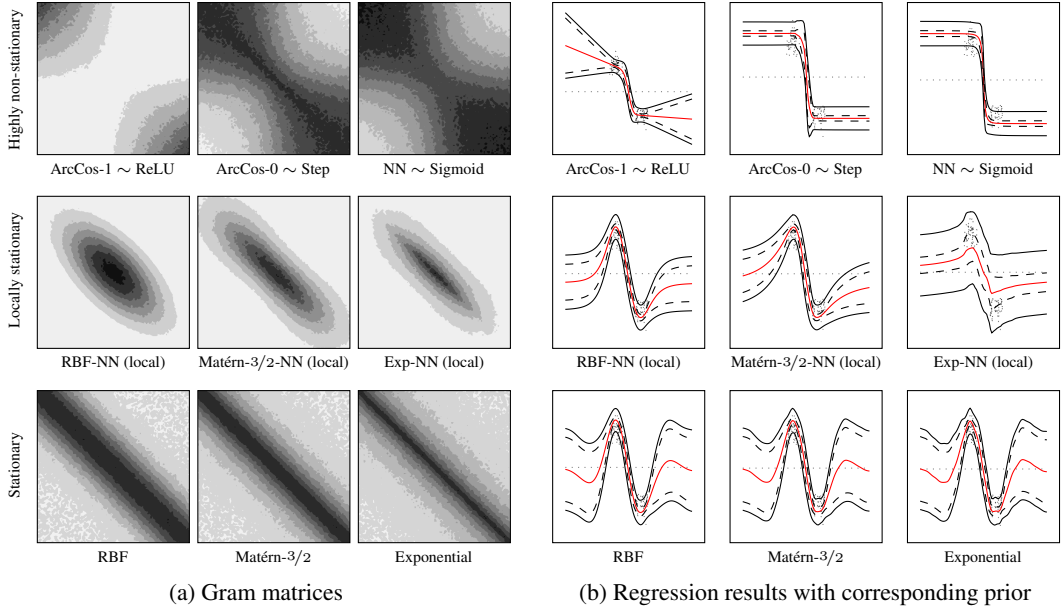 Highly non-stationary
ArcCos-1 ∼ ReLU
ArcCos-0 ∼ Step
NN ∼ Sigmoid
ArcCos-1 ∼ ReLU
ArcCos-0 ∼ Step
NN ∼ Sigmoid
Locally stationary
RBF-NN (local)
Matérn-3/2-NN (local)
Exp-NN (local)
RBF-NN (local)
Matérn-3/2-NN (local)
Exp-NN (local)
Stationary
RBF
Matérn-3/2
Exponential
RBF
Matérn-3/2
Exponential
(a) Gram matrices
(b) Regression results with corresponding prior